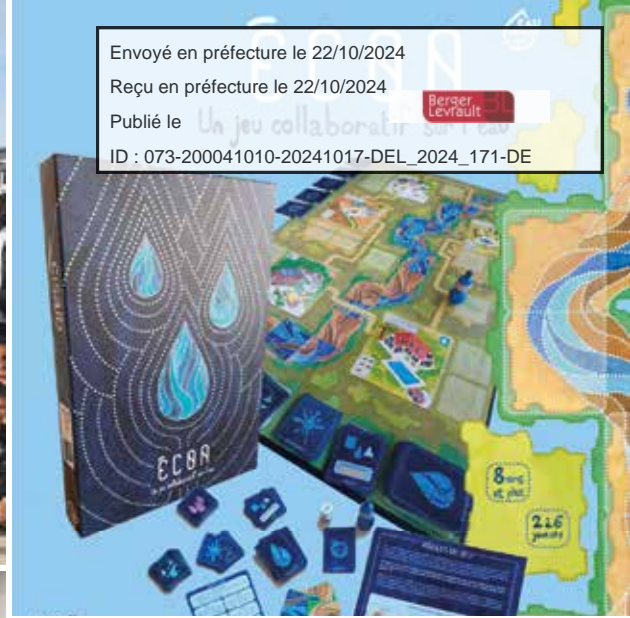 Envoyé en préfecture le 22/10/2024
Reçu en préfecture le 22/10/2024
Publié le
Berger
Levrault
ID : 073-200041010-20241017-DEL_2024_171-DE
Un jeu collaboratif sur l'eau
8 ans
et plus
2 à 6
joueurs